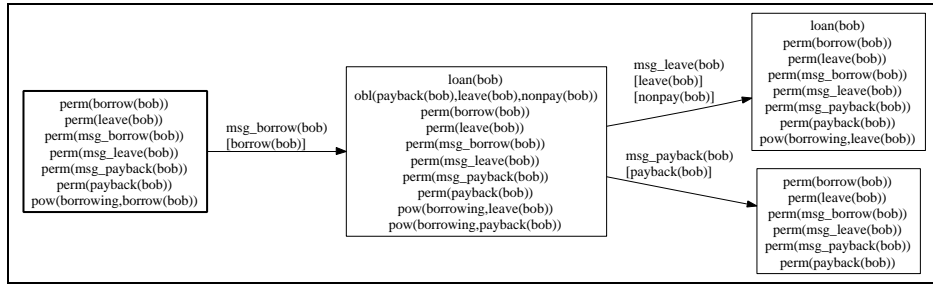 perm(borrow(bob))
perm(leave(bob))
perm(msg_borrow(bob))
perm(msg_leave(bob))
perm(msg_payback(bob))
perm(payback(bob))
pow(borrowing,borrow(bob))
msg_borrow(bob)
[borrow(bob)]
loan(bob)
obl(payback(bob),leave(bob),nonpay(bob))
perm(borrow(bob))
perm(leave(bob))
perm(msg_borrow(bob))
perm(msg_leave(bob))
perm(msg_payback(bob))
perm(payback(bob))
pow(borrowing,leave(bob))
pow(borrowing,payback(bob))
msg_leave(bob)
[leave(bob)]
[nonpay(bob)]
loan(bob)
perm(borrow(bob))
perm(leave(bob))
perm(msg_borrow(bob))
perm(msg_leave(bob))
perm(msg_payback(bob))
perm(payback(bob))
pow(borrowing,leave(bob))
msg_payback(bob)
[payback(bob)]
perm(borrow(bob))
perm(leave(bob))
perm(msg_borrow(bob))
perm(msg_leave(bob))
perm(msg_payback(bob))
perm(payback(bob))